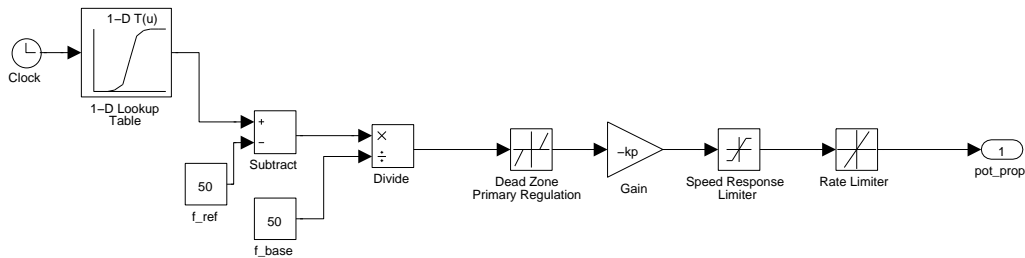 1−D T(u)
Clock
1−D Lookup
Table
+
−
Subtract
50
f_ref
×
÷
Divide
50
f_base
Dead Zone
Primary Regulation
−kp
Gain
Speed Response
Limiter
Rate Limiter
1
pot_prop